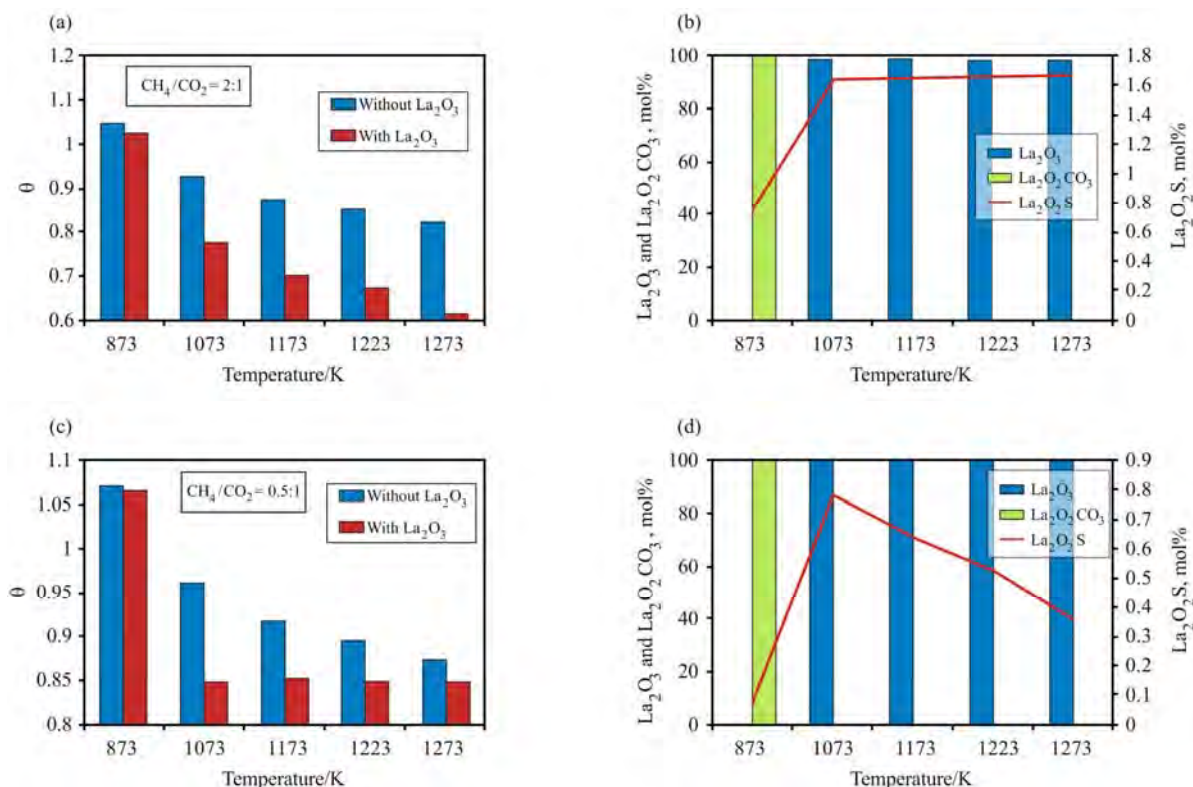 (a)
1.2
1.1
1
0.9
0.8
0.7
0.6
θ
CH₄/CO₂ = 2:1
Without La₂O₃
With La₂O₃
873 1073 1173 1223 1273
Temperature/K
(b)
100
80
60
40
20
0
La₂O₃ and La₂O₂CO₃, mol%
La₂O₃
La₂O₂CO₃
La₂O₂S
1.8
1.6
1.4
1.2
1
0.8
0.6
0.4
0.2
0
La₂O₂S, mol%
873 1073 1173 1223 1273
Temperature/K
(c)
1.1
1.05
1
0.95
0.9
0.85
0.8
θ
CH₄/CO₂ = 0.5:1
Without La₂O₃
With La₂O₃
873 1073 1173 1223 1273
Temperature/K
(d)
100
80
60
40
20
0
La₂O₃ and La₂O₂CO₃, mol%
La₂O₃
La₂O₂CO₃
La₂O₂S
0.9
0.8
0.7
0.6
0.5
0.4
0.3
0.2
0.1
0
La₂O₂S, mol%
873 1073 1173 1223 1273
Temperature/K